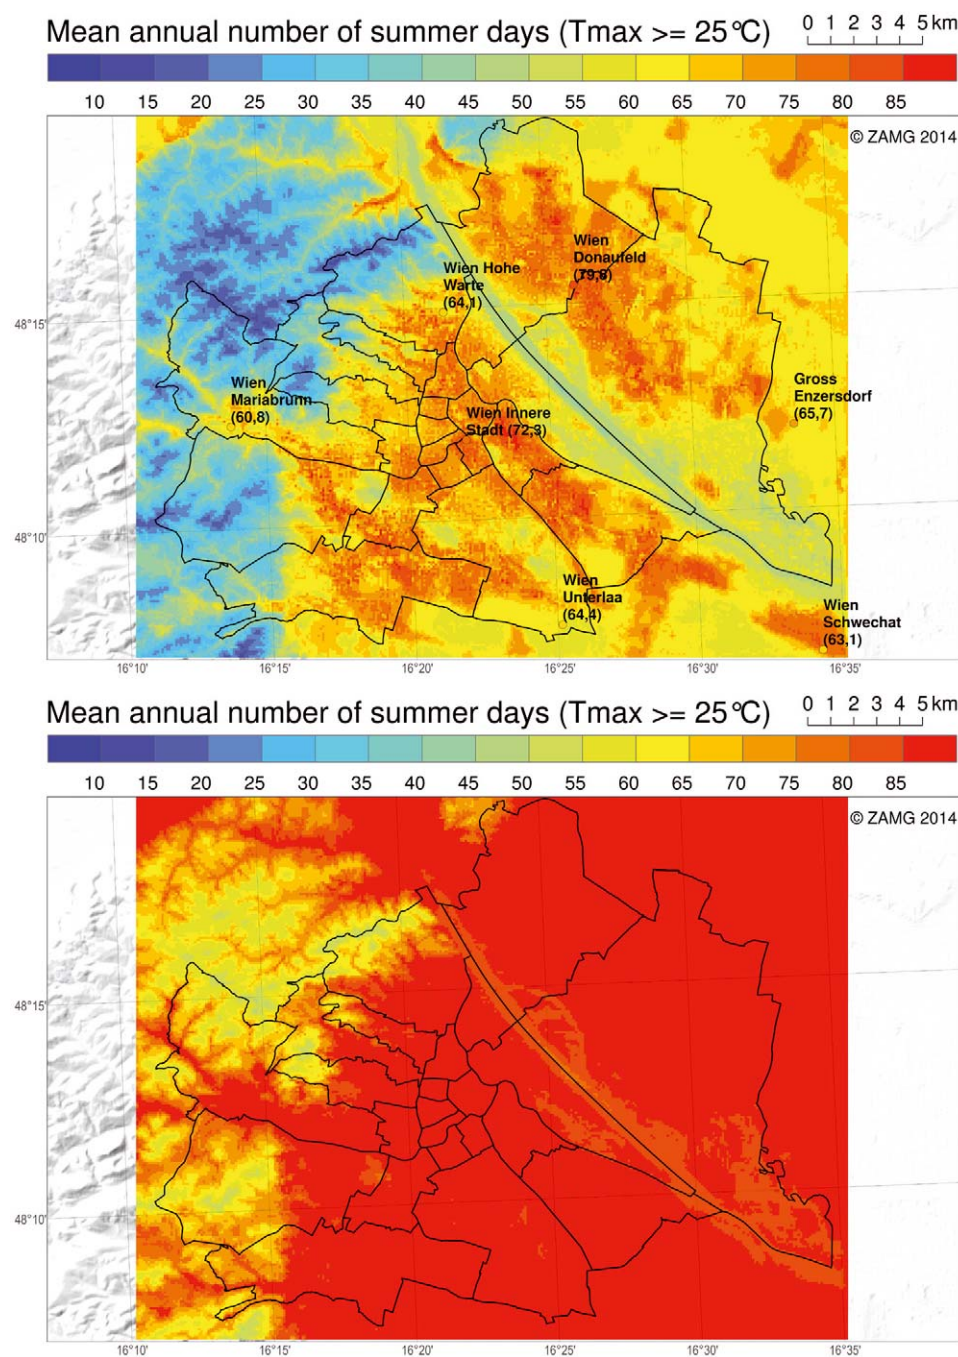 Mean annual number of summer days (Tmax >= 25°C)
0 1 2 3 4 5 km
10 15 20 25 30 35 40 45 50 55 60 65 70 75 80 85
© ZAMG 2014
Wien
Donaufeld
(79,8)
Wien Hohe
Warte
(64,1)
48°15'
Wien
Mariabrunn
(60,8)
Gross
Enzersdorf
(65,7)
Wien Innere
Stadt (72,3)
48°10'
Wien
Unterlaa
(64,4)
Wien
Schwechat
(63,1)
16°10' 16°15' 16°20' 16°25' 16°30' 16°35'
Mean annual number of summer days (Tmax >= 25°C)
0 1 2 3 4 5 km
10 15 20 25 30 35 40 45 50 55 60 65 70 75 80 85
© ZAMG 2014
48°15'
48°10'
16°10' 16°15' 16°20' 16°25' 16°30' 16°35'